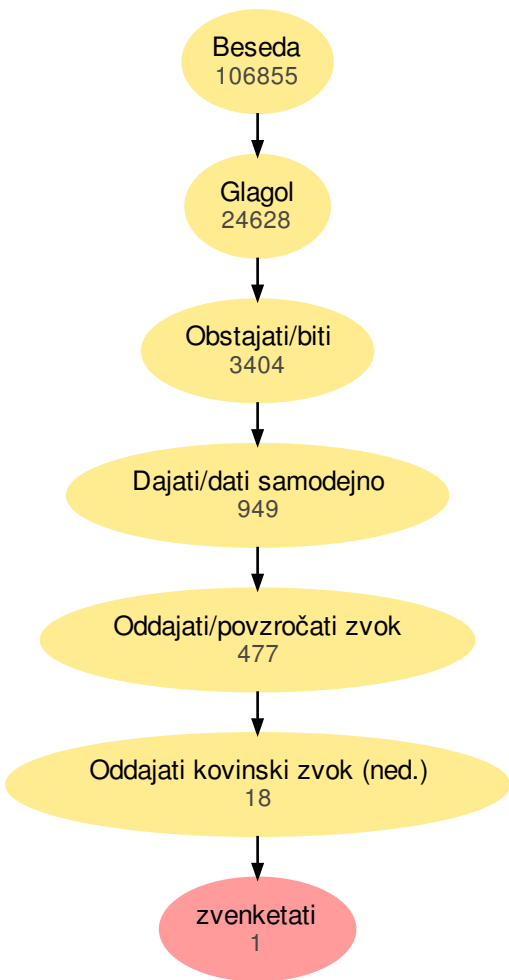 Beseda
106855
Glagol
24628
Obstajati/biti
3404
Dajati/dati samodejno
949
Oddajati/povzročati zvok
477
Oddajati kovinski zvok (ned.)
18
zvenketati
1